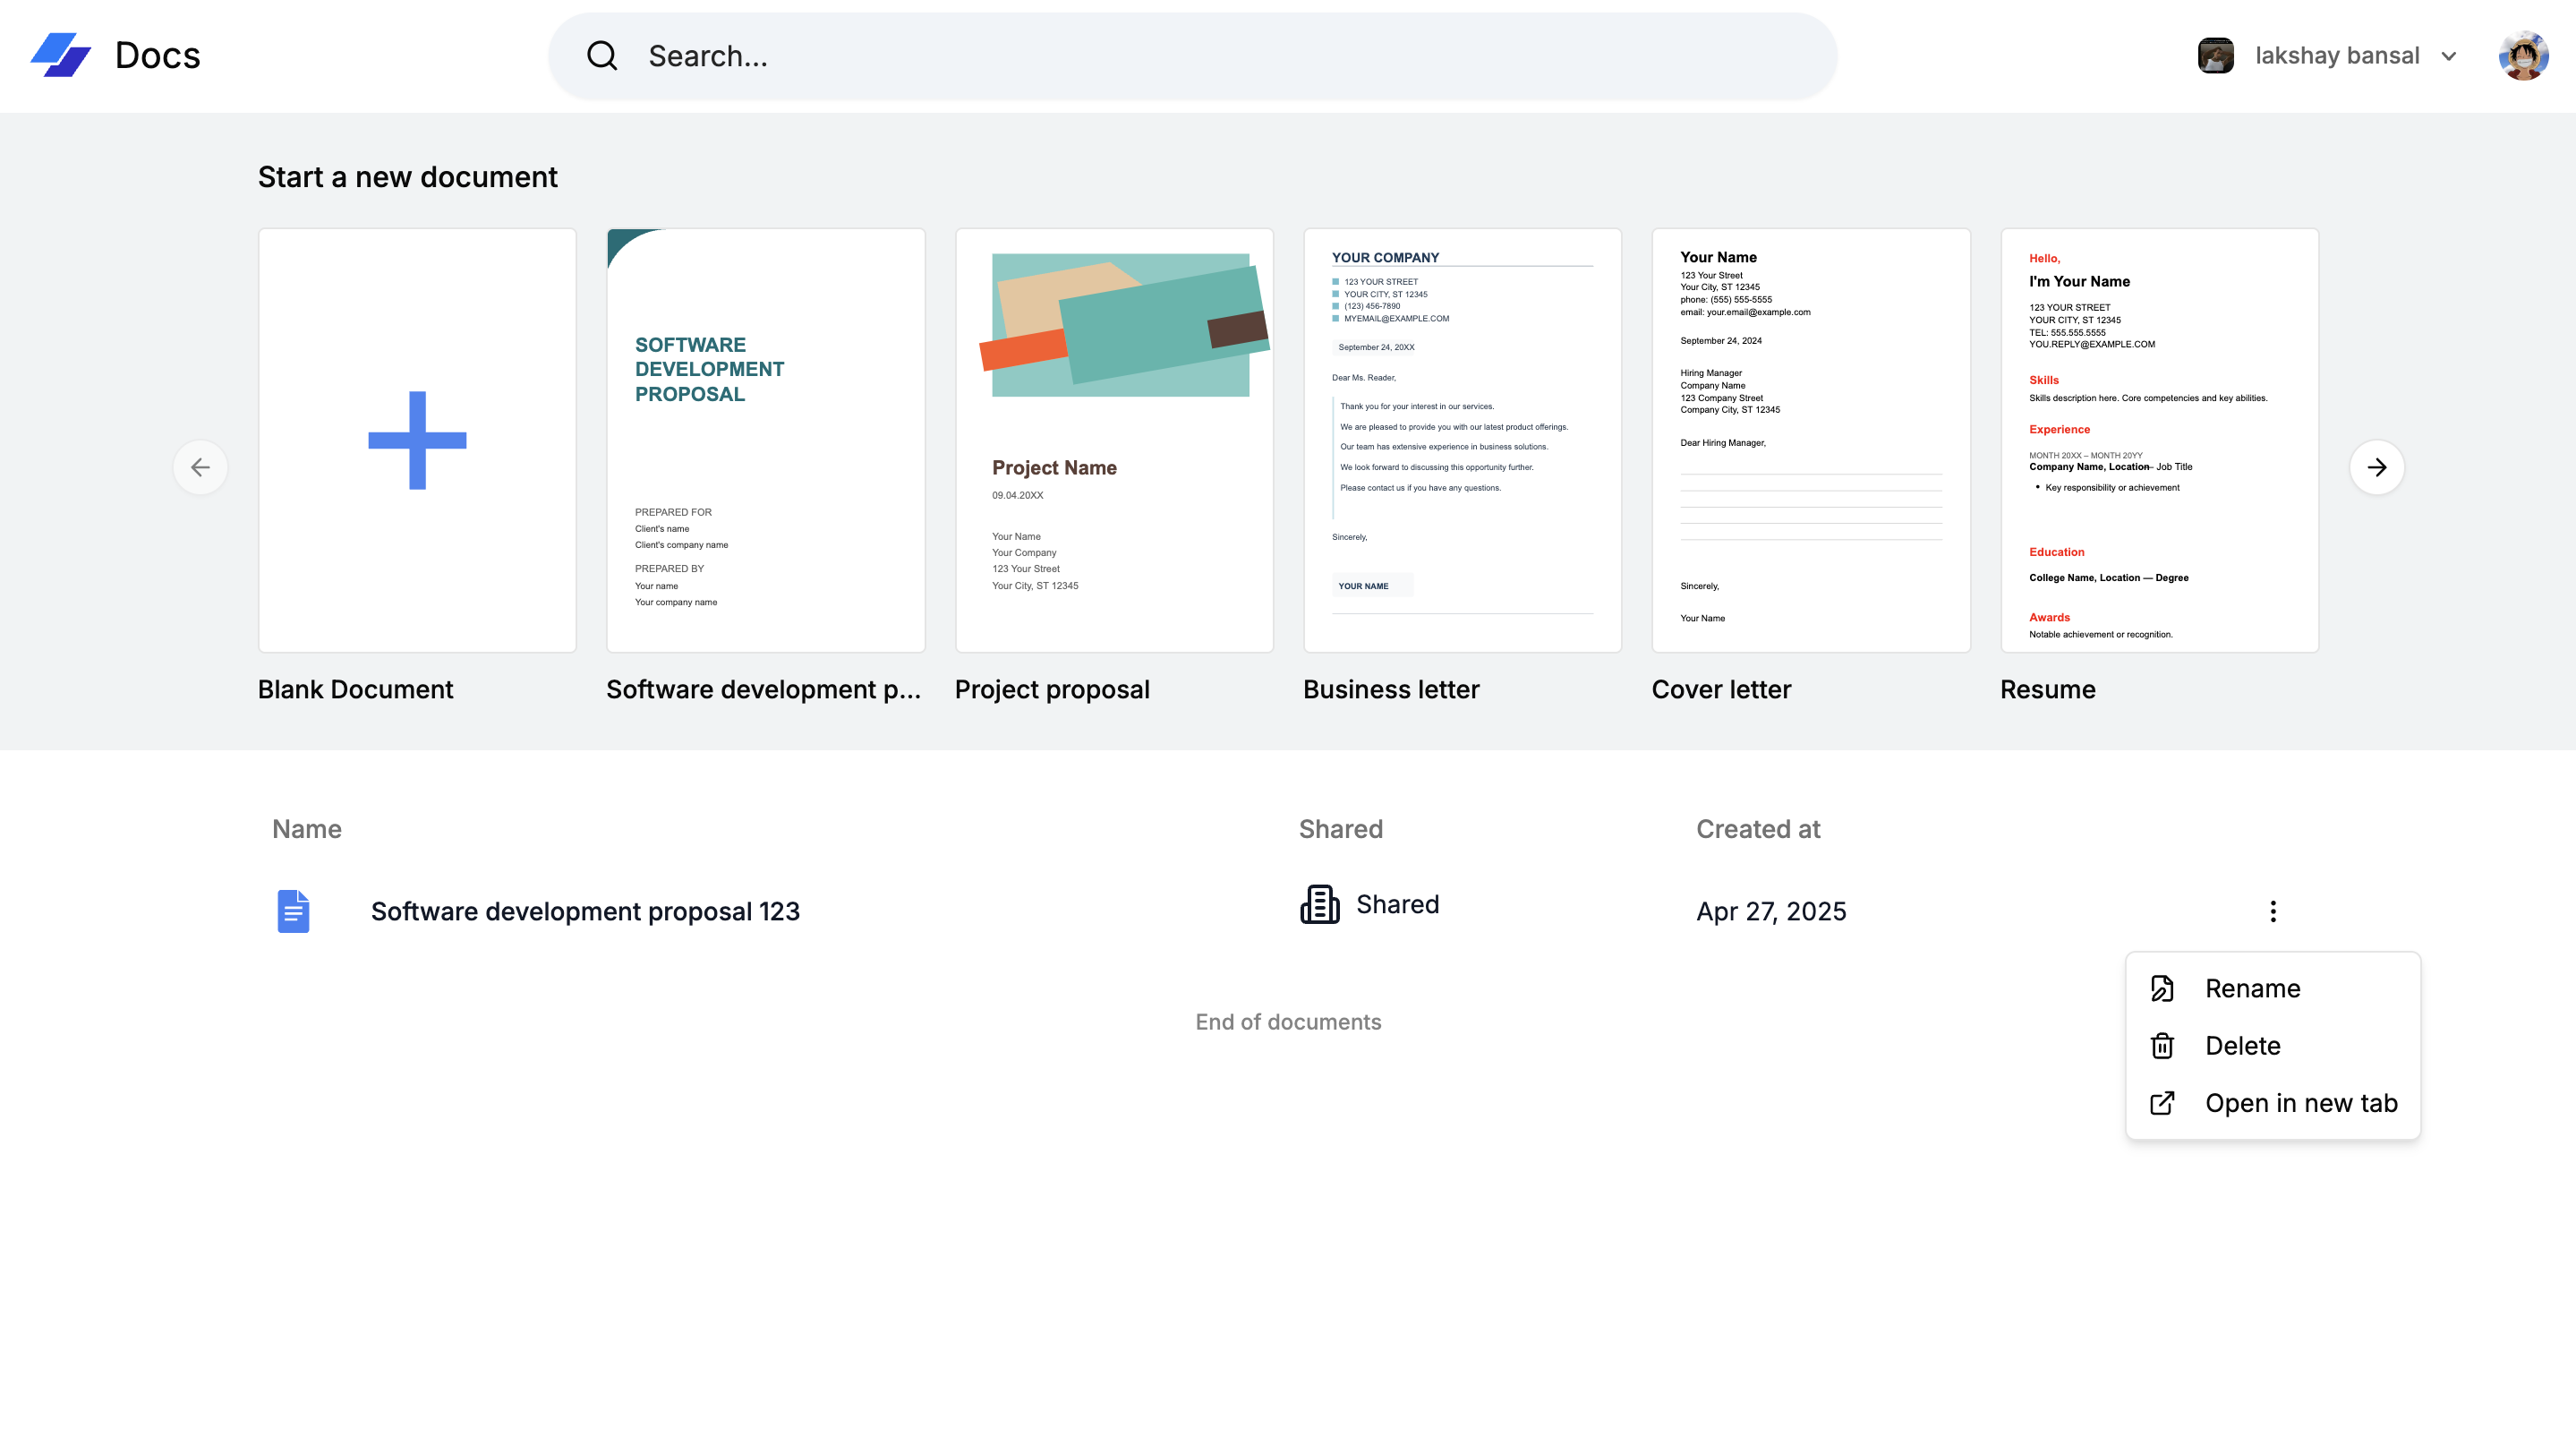 Docs
Search...
lakshay bansal
Start a new document
SOFTWARE
DEVELOPMENT
PROPOSAL
PREPARED FOR
Client's name
Client's company name
PREPARED BY
Your name
Your company name
Project Name
09.04.20XX
Your Name
Your Company
123 Your Street
Your City, ST 12345
YOUR COMPANY
123 YOUR STREET
YOUR CITY, ST 12345
(123) 456-7890
MYEMAIL@EXAMPLE.COM
September 24, 20XX
Dear Ms. Reader,
Thank you for your interest in our services.
We are pleased to provide you with our latest product offerings.
Our team has extensive experience in business solutions.
We look forward to discussing this opportunity further.
Please contact us if you have any questions.
Sincerely,
YOUR NAME
Your Name
123 Your Street
Your City, ST 12345
phone: (555) 555-5555
email: your.email@example.com
September 24, 2024
Hiring Manager
Company Name
123 Company Street
Company City, ST 12345
Dear Hiring Manager,
Sincerely,
Your Name
Hello,
I'm Your Name
123 YOUR STREET
YOUR CITY, ST 12345
TEL: 555.555.5555
YOU.REPLY@EXAMPLE.COM
Skills
Skills description here. Core competencies and key abilities.
Experience
MONTH 20XX – MONTH 20YY
Company Name, Location— Job Title
• Key responsibility or achievement
Education
College Name, Location — Degree
Awards
Notable achievement or recognition.
Blank Document
Software development p...
Project proposal
Business letter
Cover letter
Resume
Name
Shared
Created at
Software development proposal 123
Shared
Apr 27, 2025
Rename
Delete
Open in new tab
End of documents